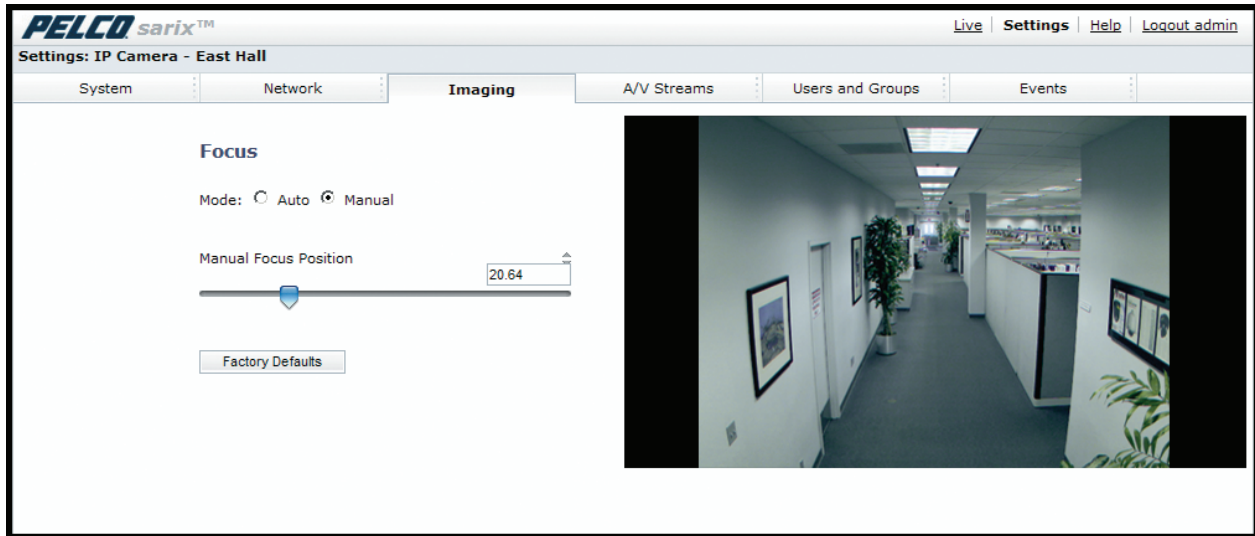 PELCO sarix™
Live Settings Help Logout admin
Settings: IP Camera - East Hall
System Network Imaging A/V Streams Users and Groups Events
Focus
Mode: Auto Manual
Manual Focus Position
20.64
Factory Defaults